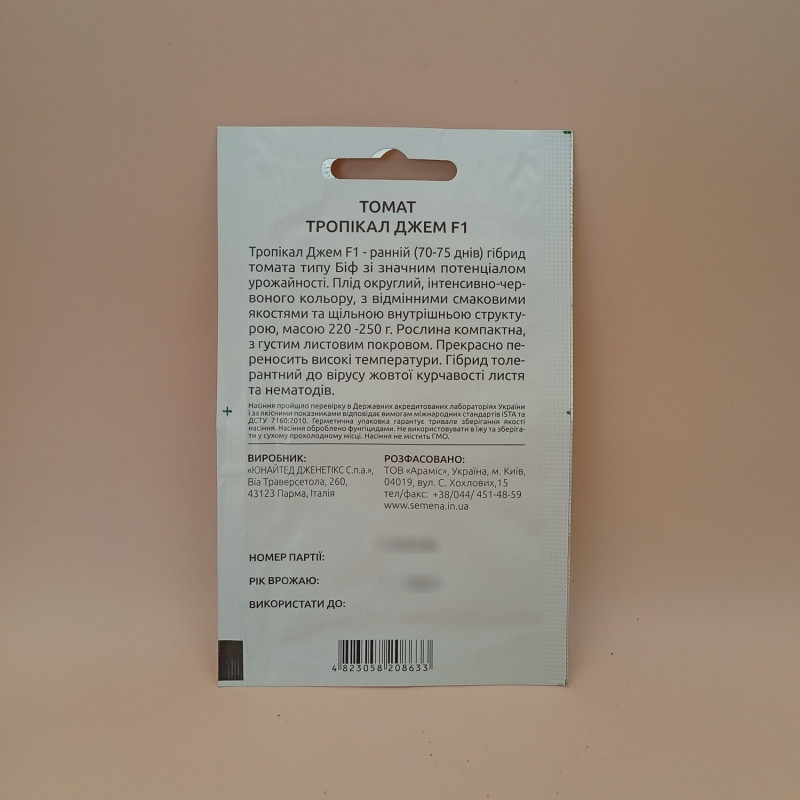 ТОМАТ
ТРОПІКАЛ ДЖЕМ F1
Тропікал Джем F1 - ранній (70-75 днів) гібрид
томата типу Біф зі значним потенціалом
урожайності. Плід округлий, інтенсивно-чер-
воного кольору, з відмінними смаковими
якостями та щільною внутрішньою структу-
рою, масою 220 -250 г. Рослина компактна,
з густим листовим покровом. Прекрасно пе-
реносить високі температури. Гібрид толе-
рантний до вірусу жовтої курчавості листя
та нематодів.
Насіння пройшло перевірку в Державних акредитованих лабораторіях України
і за якісними показниками відповідає вимогам міжнародних стандартів ISTA та
ДСТУ 7160:2010. Герметична упаковка гарантує тривале зберігання якості
насіння. Насіння оброблено фунгіцидами. Не використовувати в їжу та зберіга-
ти у сухому прохолодному місці. Насіння не містить ГМО.
ВИРОБНИК:
«ЮНАЙТЕД ДЖЕНЕТІКС С.п.а.»,
Віа Траверсетола, 260,
43123 Парма, Італія
РОЗФАСОВАНО:
ТОВ «Араміс», Україна, м. Київ,
04019, вул. С. Хохлових,15
тел/факс: +38/044/ 451-48-59
www.semena.in.ua
НОМЕР ПАРТІЇ:
РІК ВРОЖАЮ:
ВИКОРИСТАТИ ДО:
4 823058 208633